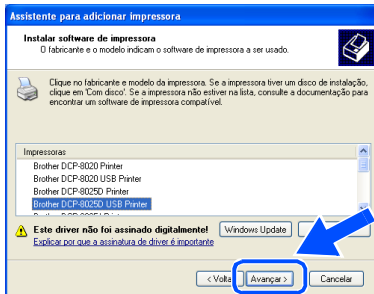 Assistente para adicionar impressora
Instalar software de impressora
O fabricante e o modelo indicam o software de impressora a ser usado.
Clique no fabricante e modelo da impressora. Se a impressora tiver um disco de instalação,
clique em 'Com disco'. Se a impressora não estiver na lista, consulte a documentação para
encontrar um software de impressora compatível.
Impressoras
Brother DCP-8020 Printer
Brother DCP-8020 USB Printer
Brother DCP-8025D Printer
Brother DCP-8025D USB Printer
Este driver não foi assinado digitalmente!
Windows Update
Explicar por que a assinatura de driver é importante
< Volta
Avançar >
Cancelar